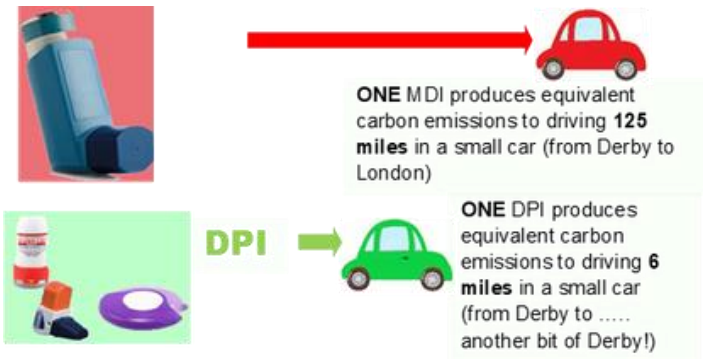 ONE MDI produces equivalent
carbon emissions to driving 125
miles in a small car (from Derby to
London)
DPI
ONE DPI produces
equivalent carbon
emissions to driving 6
miles in a small car
(from Derby to .....
another bit of Derby!)